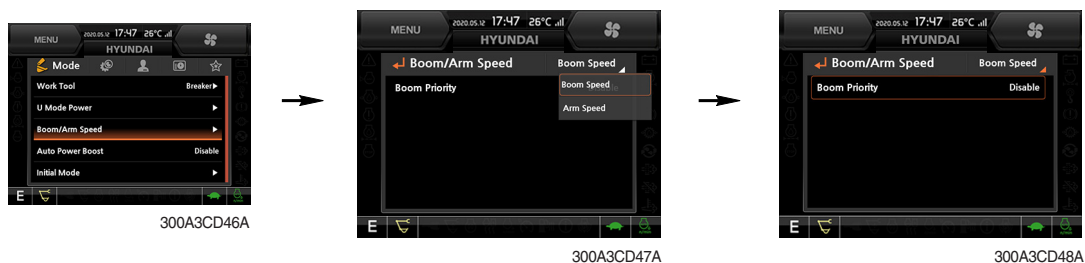 MENU
2020.05.12 17:47 26°C
HYUNDAI
Mode
Work Tool Breaker▶
U Mode Power ▶
Boom/Arm Speed ▶
Auto Power Boost Disable
Initial Mode ▶
E
300A3CD46A
MENU
2020.05.12 17:47 26°C
HYUNDAI
Boom/Arm Speed Boom Speed
Boom Priority
Boom Speed
Arm Speed
E
300A3CD47A
MENU
2020.05.12 17:47 26°C
HYUNDAI
Boom/Arm Speed Boom Speed
Boom Priority Disable
E
300A3CD48A